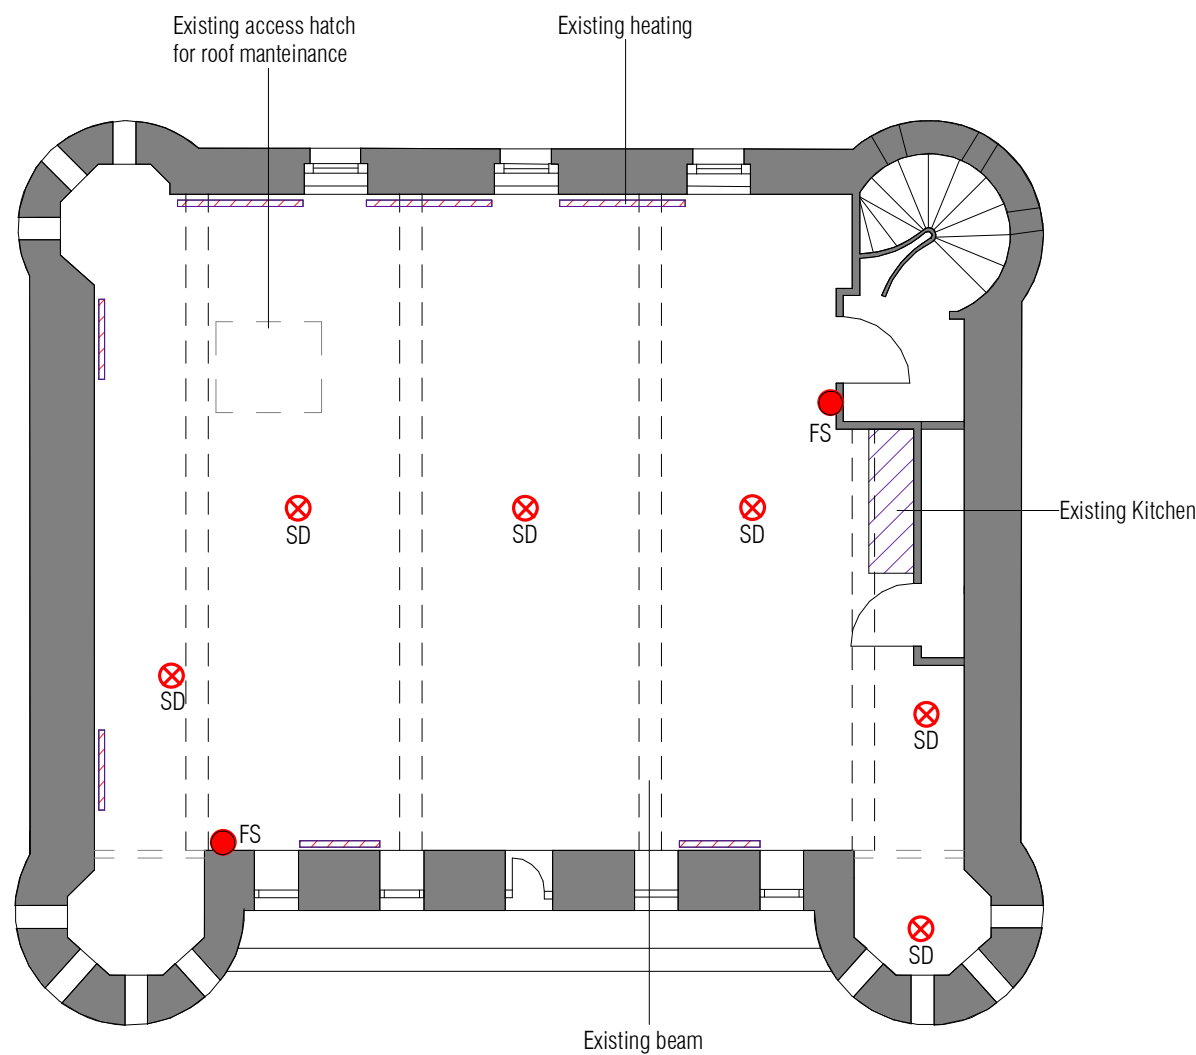 Existing access hatch
for roof manteinance
Existing heating
FS
Existing Kitchen
SD
SD
SD
SD
SD
FS
SD
Existing beam